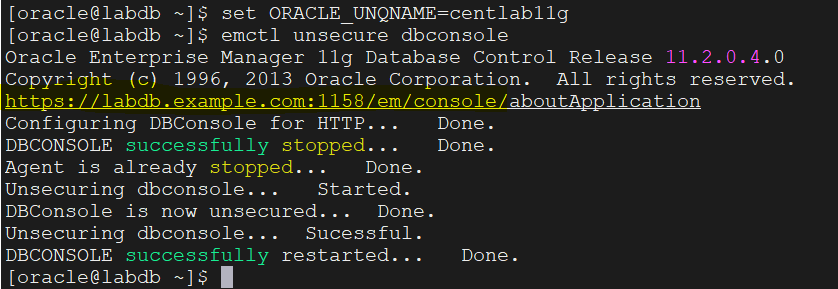 [oracle@labdb ~]$ set ORACLE_UNQNAME=centlab11g
[oracle@labdb ~]$ emctl unsecure dbconsole
Oracle Enterprise Manager 11g Database Control Release 11.2.0.4.0
Copyright (c) 1996, 2013 Oracle Corporation.  All rights reserved.
https://labdb.example.com:1158/em/console/aboutApplication
Configuring DBConsole for HTTP...   Done.
DBCONSOLE successfully stopped...   Done.
Agent is already stopped...   Done.
Unsecuring dbconsole...   Started.
DBConsole is now unsecured...  Done.
Unsecuring dbconsole...  Sucessful.
DBCONSOLE successfully restarted...   Done.
[oracle@labdb ~]$